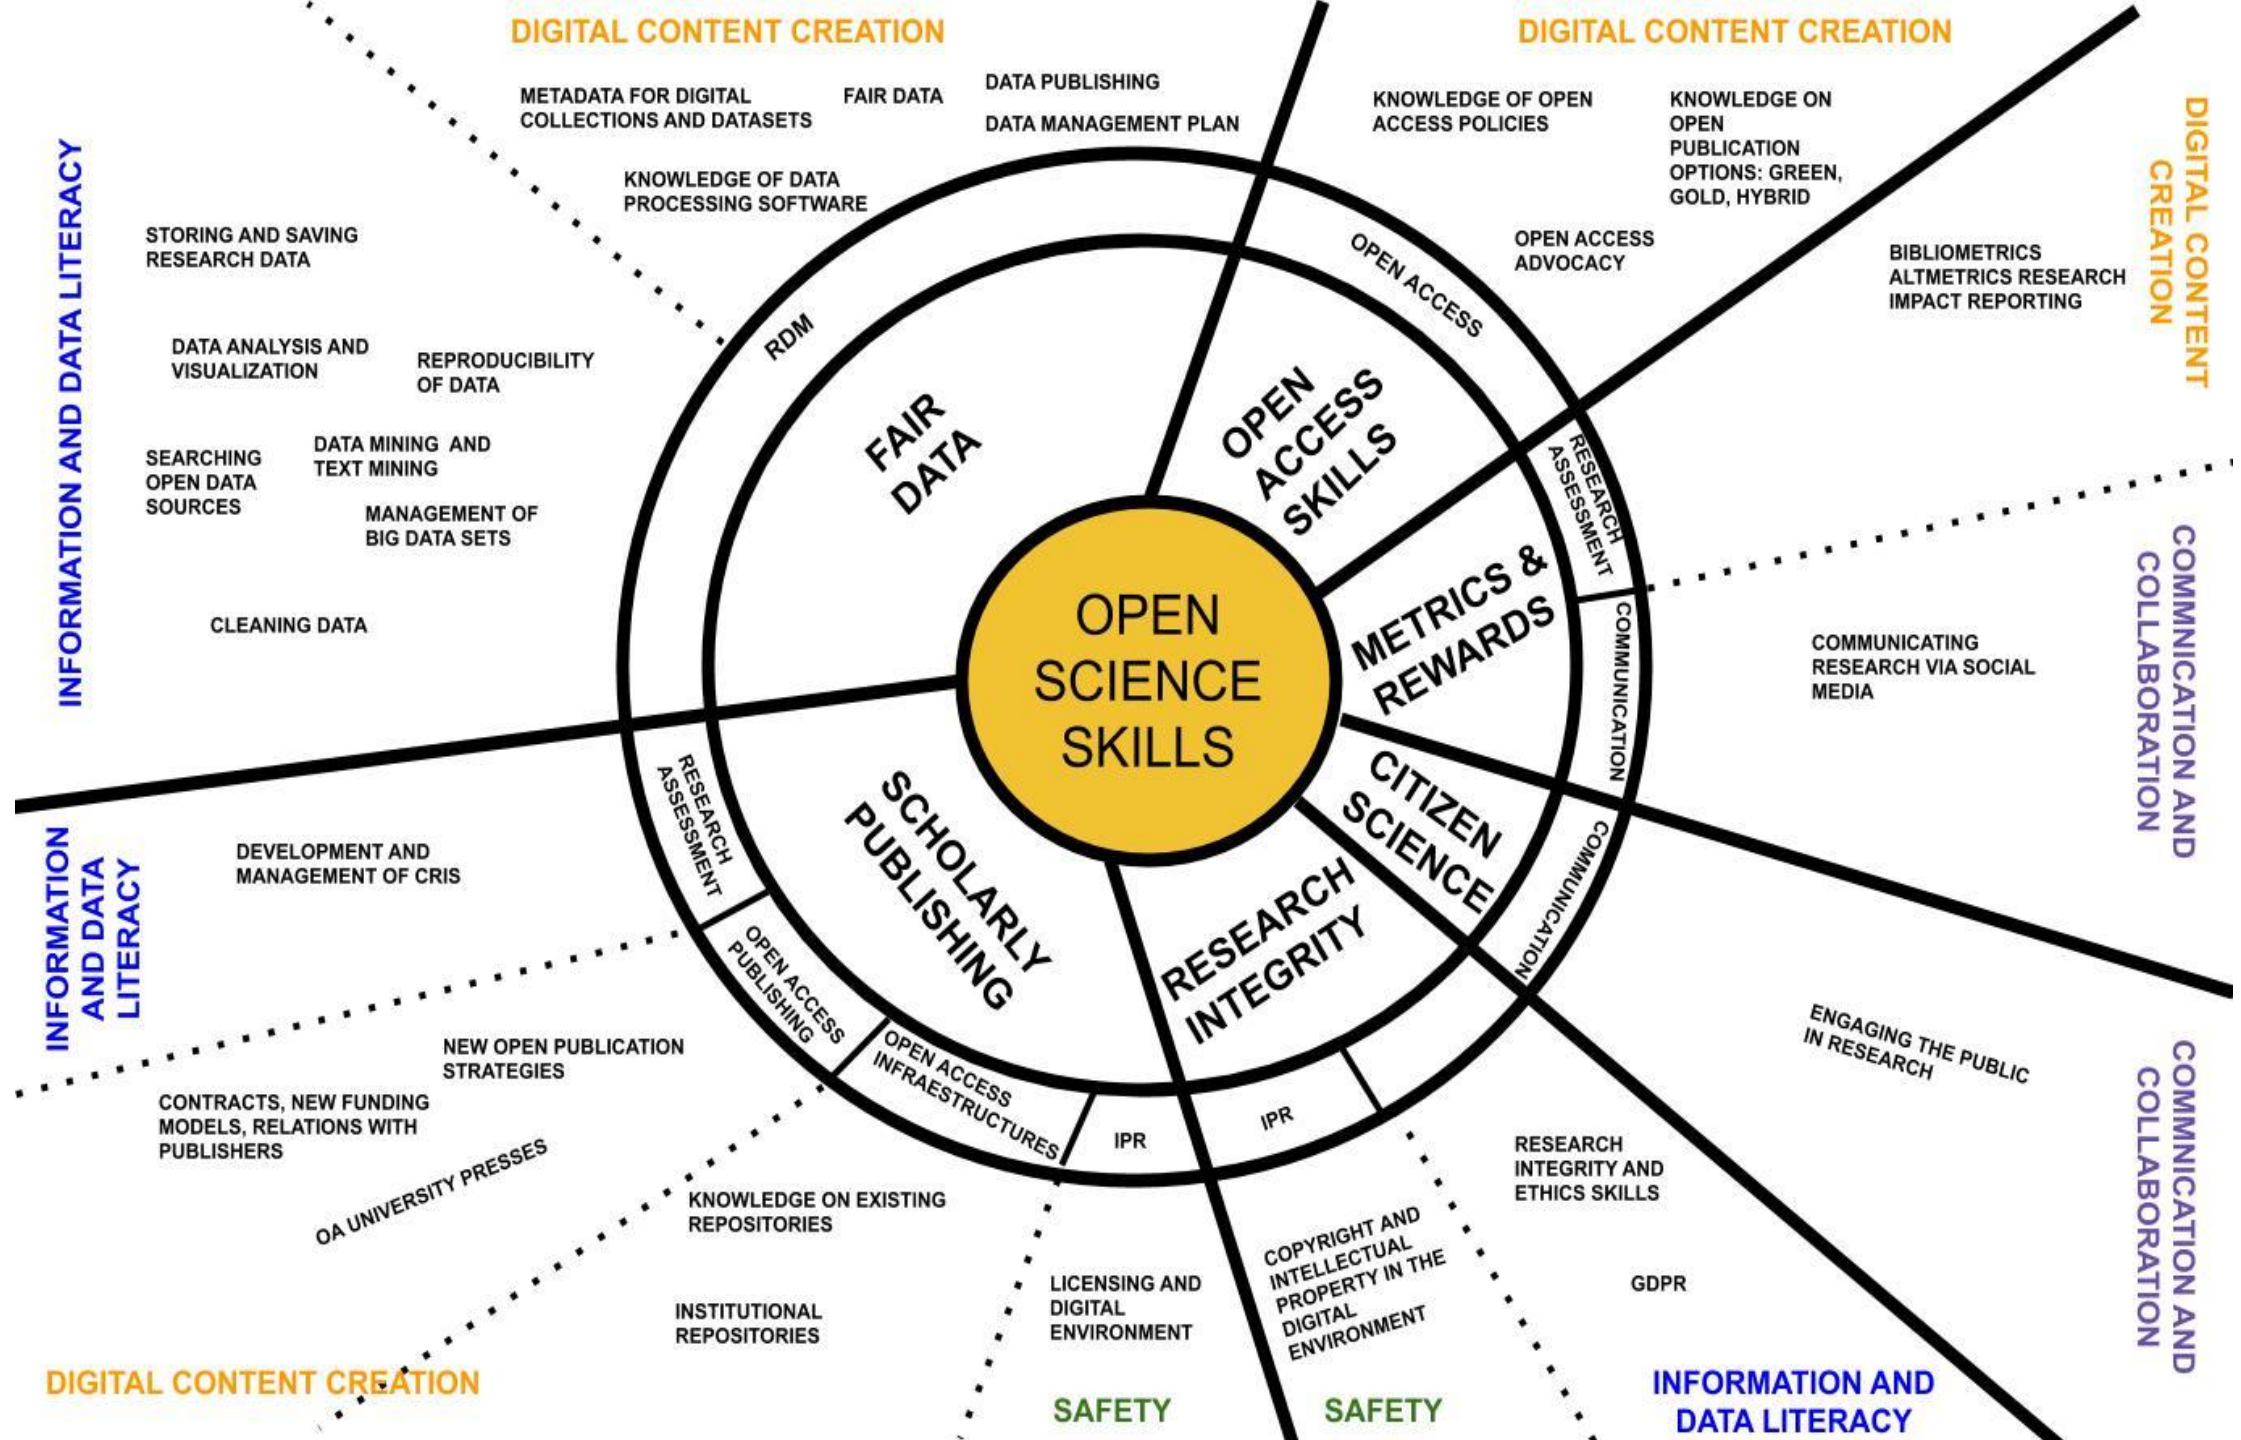 DIGITAL CONTENT CREATION
METADATA FOR DIGITAL
COLLECTIONS AND DATASETS
FAIR DATA
DATA PUBLISHING
DATA MANAGEMENT PLAN
KNOWLEDGE OF DATA
PROCESSING SOFTWARE
DIGITAL CONTENT CREATION
KNOWLEDGE OF OPEN
ACCESS POLICIES
KNOWLEDGE ON
OPEN
PUBLICATION
OPTIONS: GREEN,
GOLD, HYBRID
OPEN ACCESS
ADVOCACY
DIGITAL CONTENT
CREATION
BIBLIOMETRICS
ALTMETRICS RESEARCH
IMPACT REPORTING
INFORMATION AND DATA LITERACY
STORING AND SAVING
RESEARCH DATA
DATA ANALYSIS AND
VISUALIZATION
REPRODUCIBILITY
OF DATA
SEARCHING
OPEN DATA
SOURCES
DATA MINING AND
TEXT MINING
MANAGEMENT OF
BIG DATA SETS
CLEANING DATA
RDM
OPEN ACCESS
RESEARCH
ASSESSMENT
COMMUNICATION
COMMUNICATION
FAIR
DATA
OPEN
ACCESS
SKILLS
METRICS &
REWARDS
CITIZEN
SCIENCE
RESEARCH
INTEGRITY
SCHOLARLY
PUBLISHING
OPEN
SCIENCE
SKILLS
COMMNICATION AND
COLLABORATION
COMMUNICATING
RESEARCH VIA SOCIAL
MEDIA
RESEARCH
ASSESSMENT
OPEN ACCESS
PUBLISHING
OPEN ACCESS
INFRAESTRUCTURES
IPR
IPR
INFORMATION
AND DATA
LITERACY
DEVELOPMENT AND
MANAGEMENT OF CRIS
NEW OPEN PUBLICATION
STRATEGIES
CONTRACTS, NEW FUNDING
MODELS, RELATIONS WITH
PUBLISHERS
OA UNIVERSITY PRESSES
KNOWLEDGE ON EXISTING
REPOSITORIES
INSTITUTIONAL
REPOSITORIES
DIGITAL CONTENT CREATION
LICENSING AND
DIGITAL
ENVIRONMENT
SAFETY
COPYRIGHT AND
INTELLECTUAL
PROPERTY IN THE
DIGITAL
ENVIRONMENT
SAFETY
RESEARCH
INTEGRITY AND
ETHICS SKILLS
GDPR
INFORMATION AND
DATA LITERACY
ENGAGING THE PUBLIC
IN RESEARCH
COMMNICATION AND
COLLABORATION